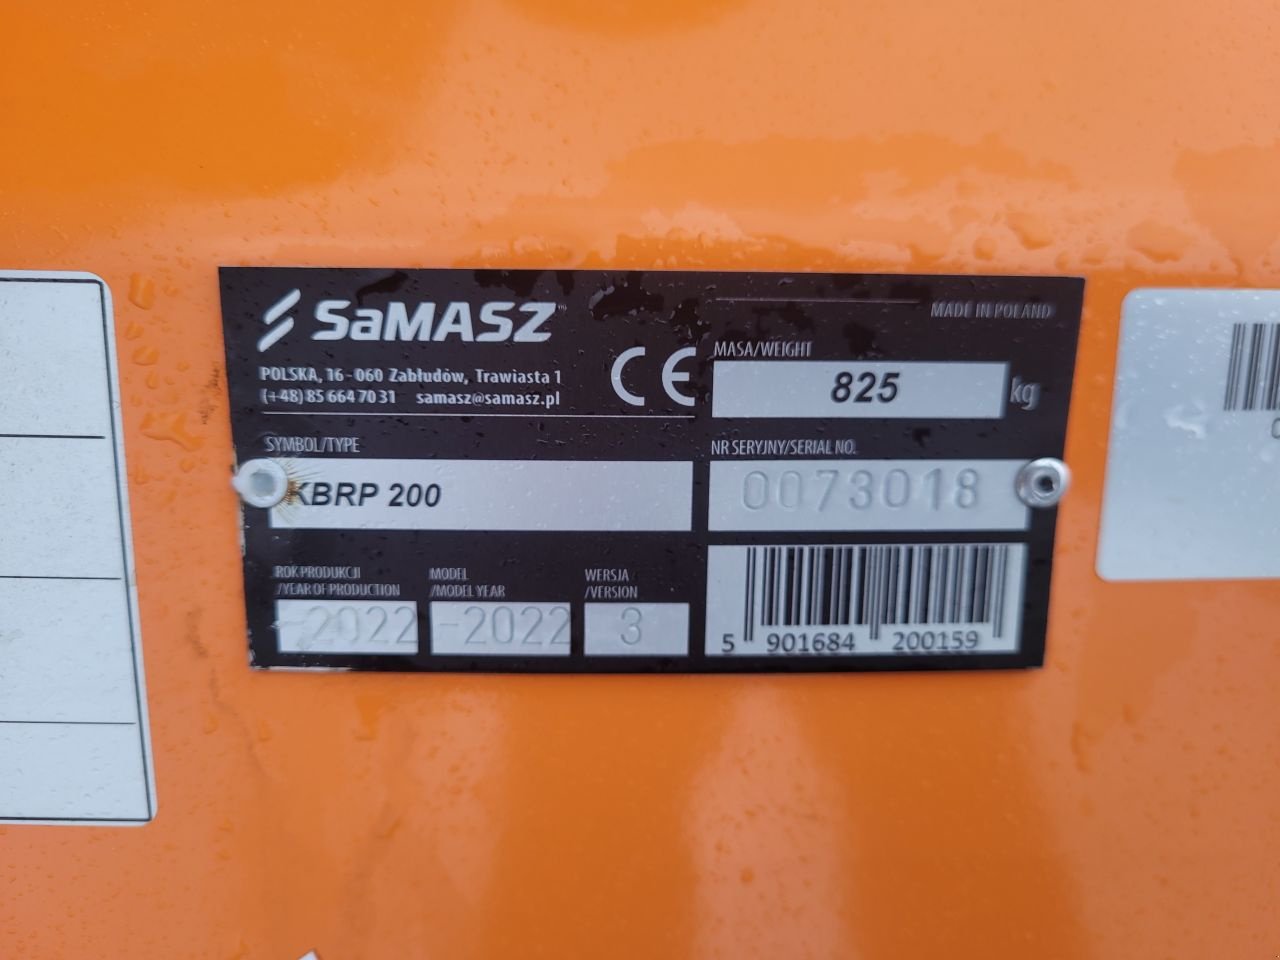 SaMASZ™
MADE IN POLAND
POLSKA, 16-060 Zabłudów, Trawiasta 1
(+48) 85 664 70 31 samasz@samasz.pl
CE
MASA/WEIGHT
825 kg
SYMBOL/TYPE
KBRP 200
NR SERYJNY/SERIAL NO.
0073018
ROK PRODUKCJI
/YEAR OF PRODUCTION
-2022
MODEL
/MODEL YEAR
-2022
WERSJA
/VERSION
3
5 901684 200159